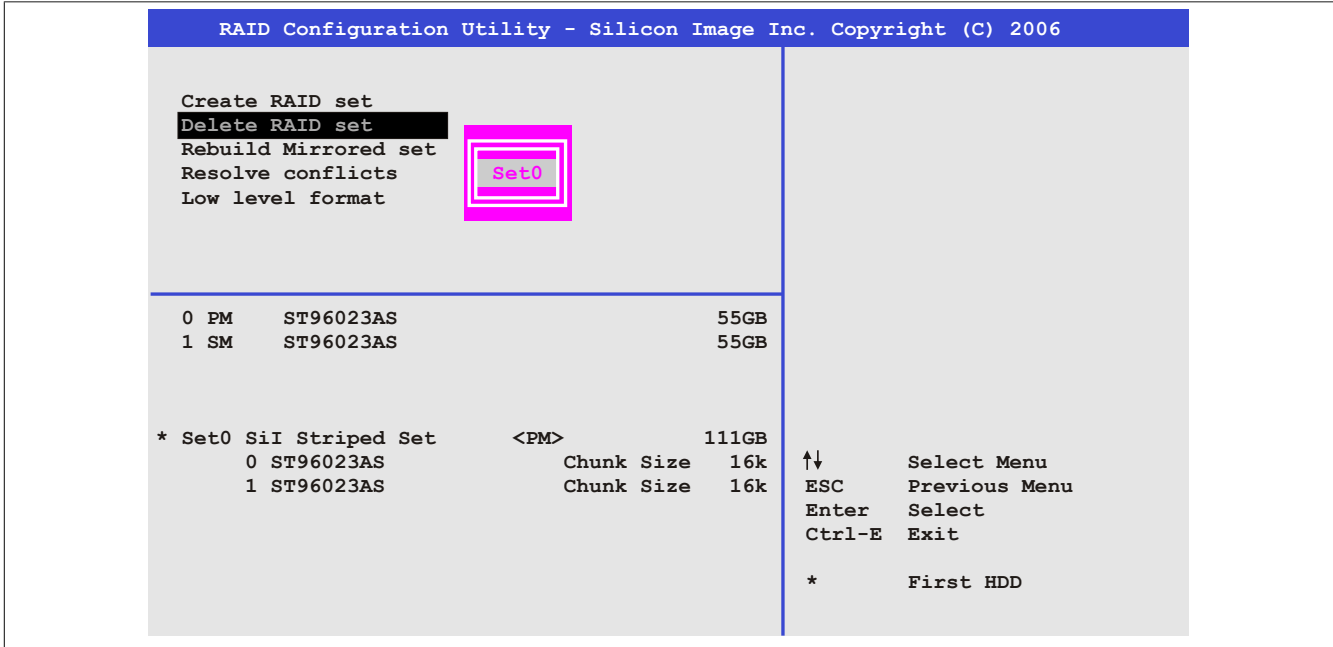 RAID Configuration Utility - Silicon Image Inc. Copyright (C) 2006
Create RAID set
Delete RAID set
Rebuild Mirrored set
Resolve conflicts
Low level format
Set0
0 PM ST96023AS 55GB
1 SM ST96023AS 55GB
* Set0 SiI Striped Set <PM> 111GB
0 ST96023AS Chunk Size 16k
1 ST96023AS Chunk Size 16k
↑↓ Select Menu
ESC Previous Menu
Enter Select
Ctrl-E Exit
* First HDD